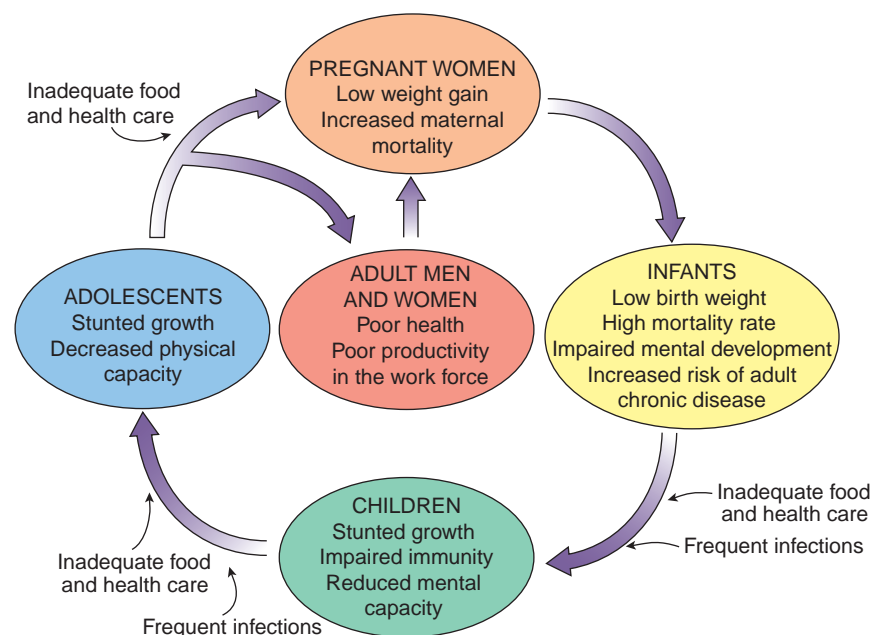 Inadequate food
and health care
PREGNANT WOMEN
Low weight gain
Increased maternal
mortality
ADOLESCENTS
Stunted growth
Decreased physical
capacity
ADULT MEN
AND WOMEN
Poor health
Poor productivity
in the work force
INFANTS
Low birth weight
High mortality rate
Impaired mental development
Increased risk of adult
chronic disease
Inadequate food
and health care
Frequent infections
CHILDREN
Stunted growth
Impaired immunity
Reduced mental
capacity
Inadequate food
and health care
Frequent infections